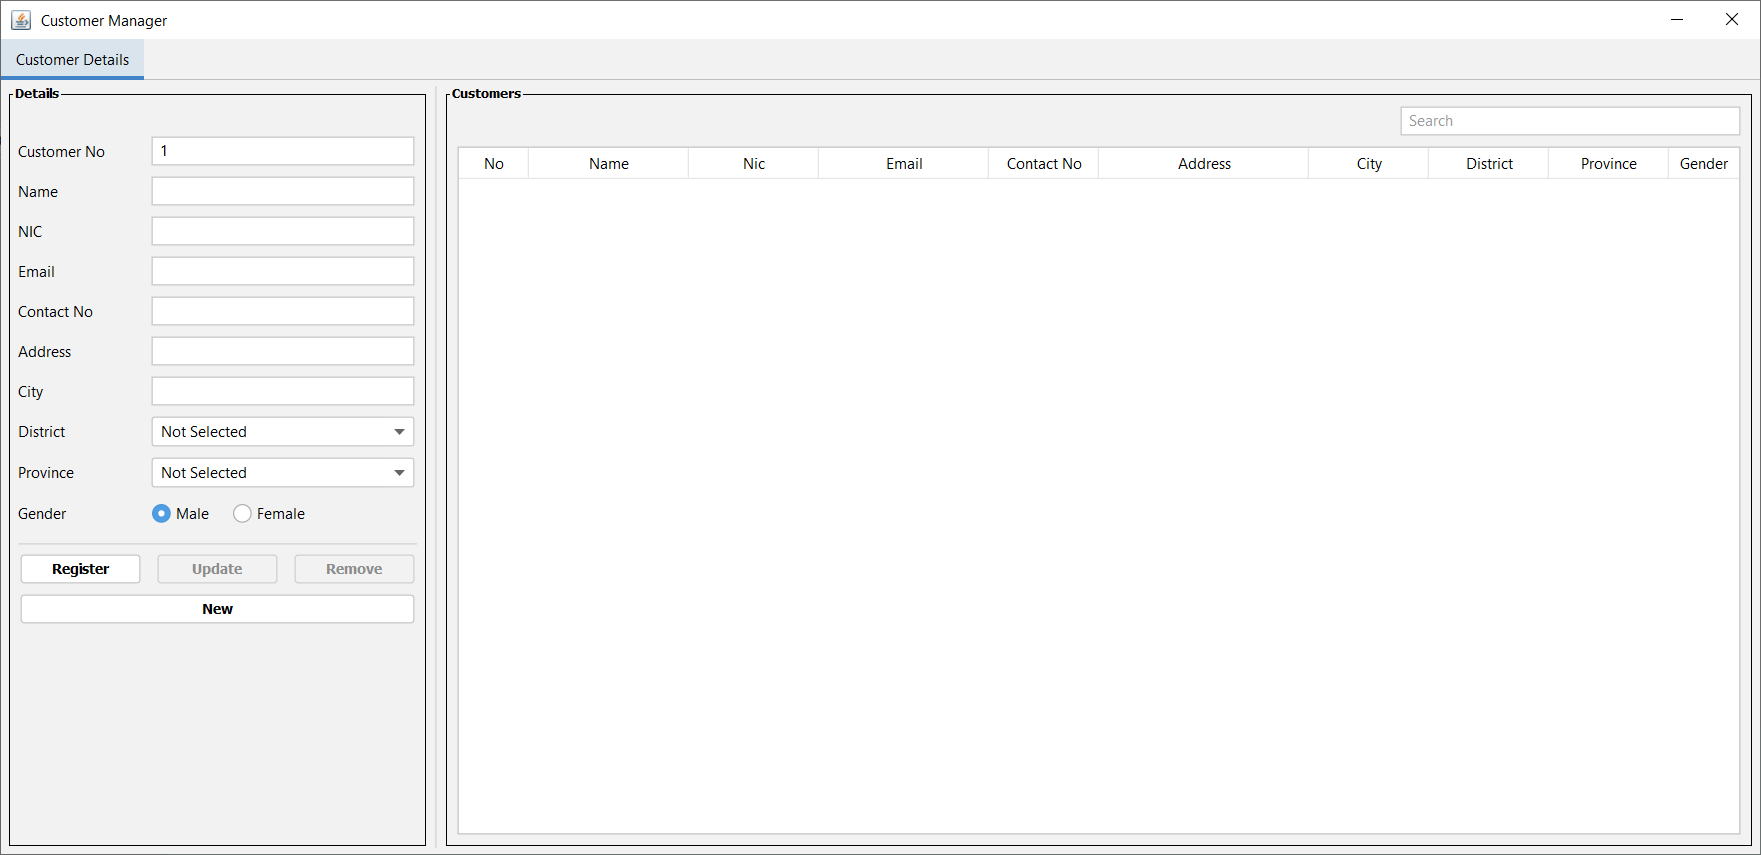 Customer Manager
Customer Details
Details
Customer No 1
Name
NIC
Email
Contact No
Address
City
District Not Selected
Province Not Selected
Gender Male Female
Register Update Remove
New
Customers
Search
No Name Nic Email Contact No Address City District Province Gender